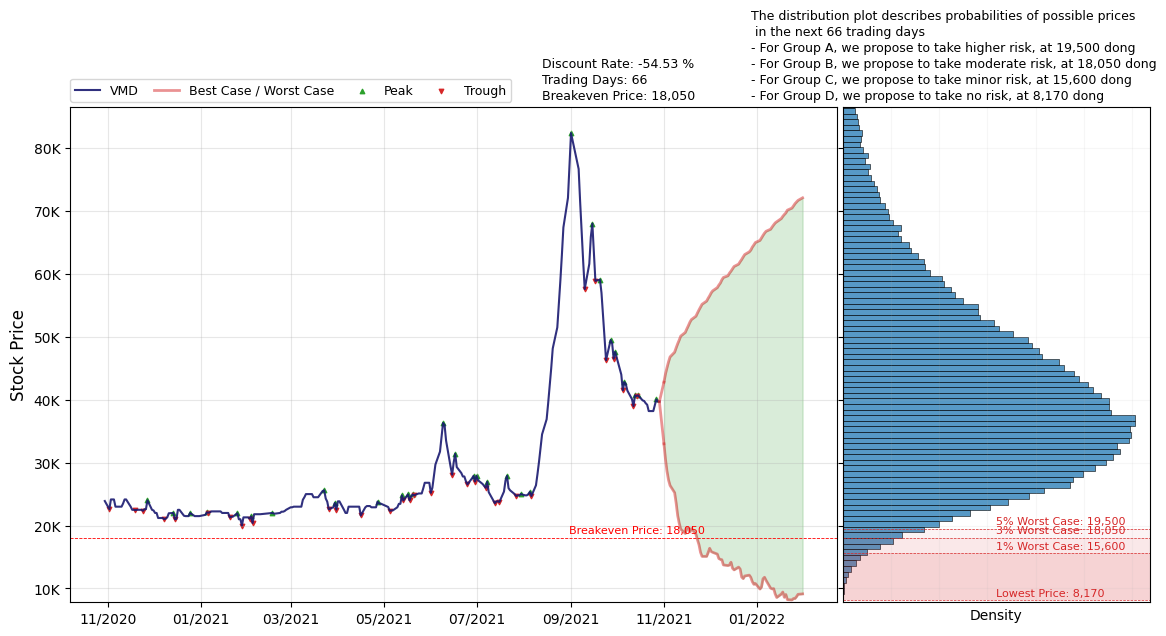 The distribution plot describes probabilities of possible prices
in the next 66 trading days
- For Group A, we propose to take higher risk, at 19,500 dong
- For Group B, we propose to take moderate risk, at 18,050 dong
- For Group C, we propose to take minor risk, at 15,600 dong
- For Group D, we propose to take no risk, at 8,170 dong
Discount Rate: -54.53 %
Trading Days: 66
Breakeven Price: 18,050
VMD
Best Case / Worst Case
Peak
Trough
Stock Price
80K
70K
60K
50K
40K
30K
20K
10K
Breakeven Price: 18,050
5% Worst Case: 19,500
3% Worst Case: 18,050
1% Worst Case: 15,600
Lowest Price: 8,170
11/2020
01/2021
03/2021
05/2021
07/2021
09/2021
11/2021
01/2022
Density